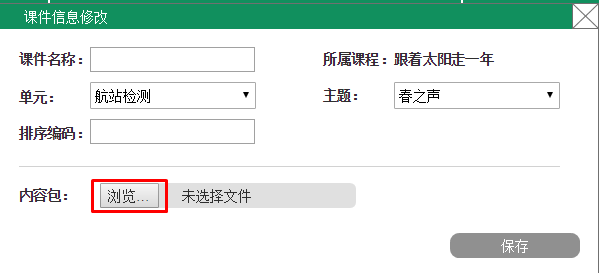 课件信息修改
课件名称： 所属课程：跟着太阳走一年
单元： 航站检测 主题： 春之声
排序编码：
内容包： 浏览… 未选择文件
保存